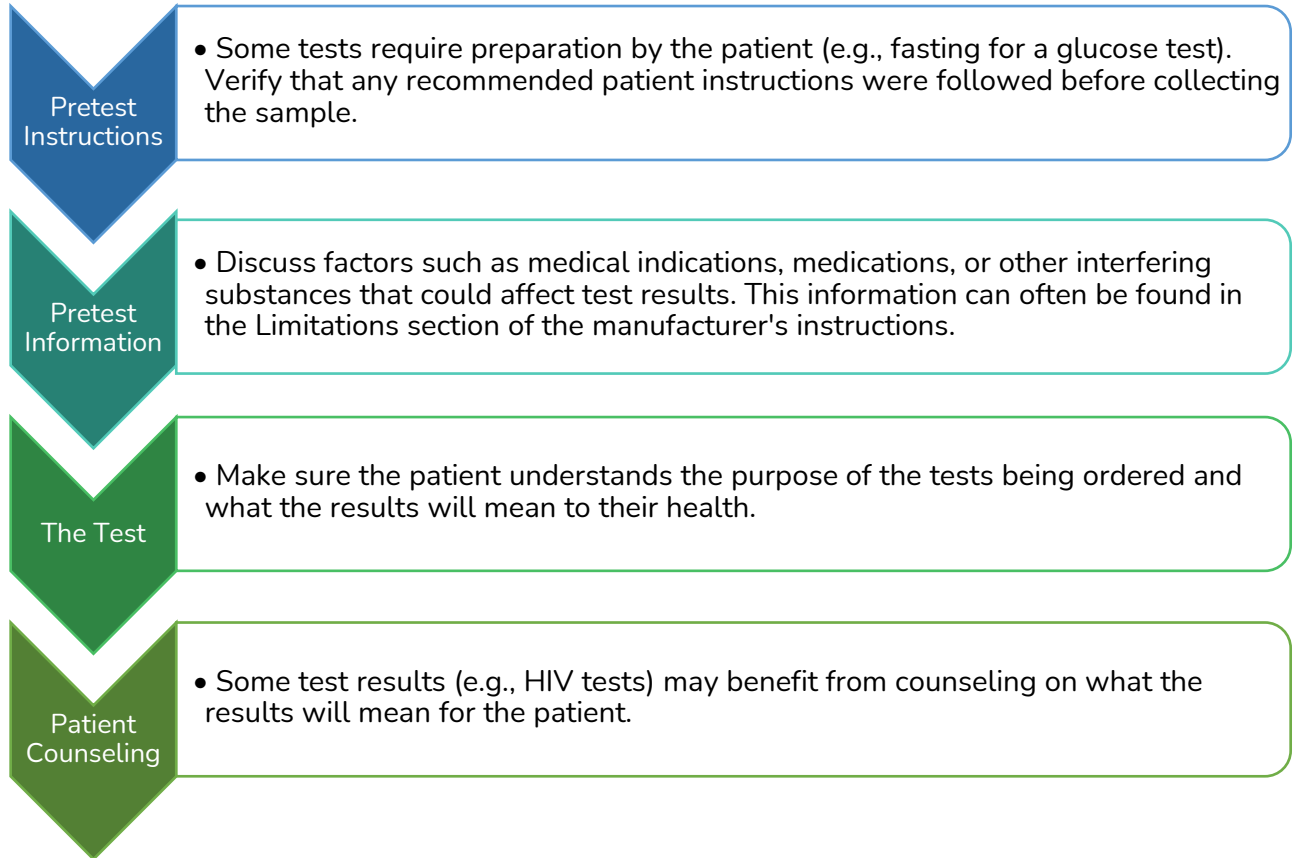 Pretest
Instructions
• Some tests require preparation by the patient (e.g., fasting for a glucose test).
Verify that any recommended patient instructions were followed before collecting
the sample.
Pretest
Information
• Discuss factors such as medical indications, medications, or other interfering
substances that could affect test results. This information can often be found in
the Limitations section of the manufacturer's instructions.
The Test
• Make sure the patient understands the purpose of the tests being ordered and
what the results will mean to their health.
Patient
Counseling
• Some test results (e.g., HIV tests) may benefit from counseling on what the
results will mean for the patient.